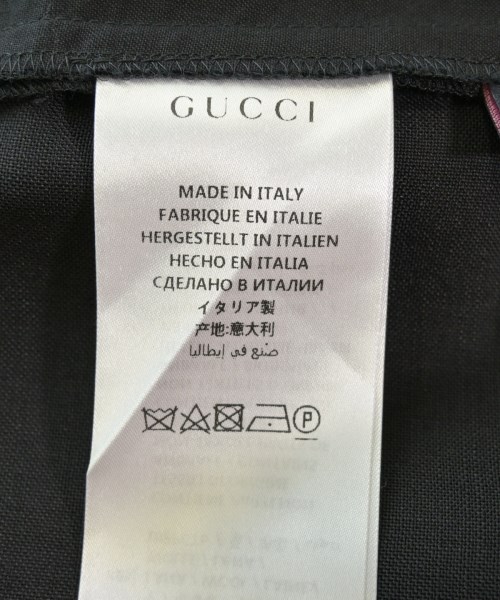 GUCCI
MADE IN ITALY
FABRIQUE EN ITALIE
HERGESTELLT IN ITALIEN
HECHO EN ITALIA
СДЕЛАНО В ИТАЛИИ
イタリア製
产地:意大利
صنع في إيطاليا
P